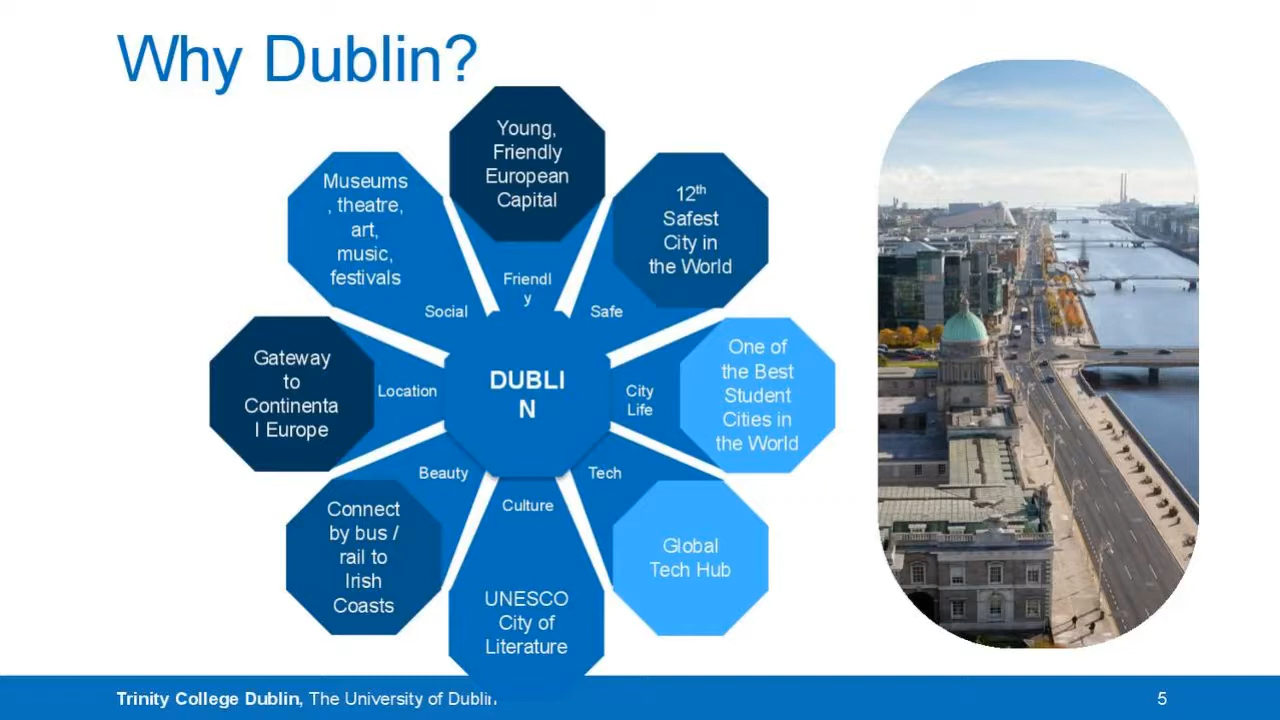 Why Dublin?
Young,
Friendly
European
Capital
12th
Safest
City in
the World
One of
the Best
Student
Cities in
the World
Global
Tech Hub
UNESCO
City of
Literature
Connect
by bus /
rail to
Irish
Coasts
Gateway
to
Continenta
l Europe
Museums
, theatre,
art,
music,
festivals
Friendl
y
Safe
City
Life
Tech
Culture
Beauty
Location
Social
DUBLI
N
Trinity College Dublin, The University of Dublin
5